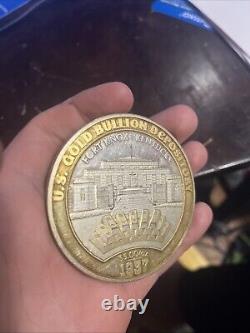 U.S. GOLD BULLION DEPOSITORY
FORT KNOX, KENTUCKY
1937